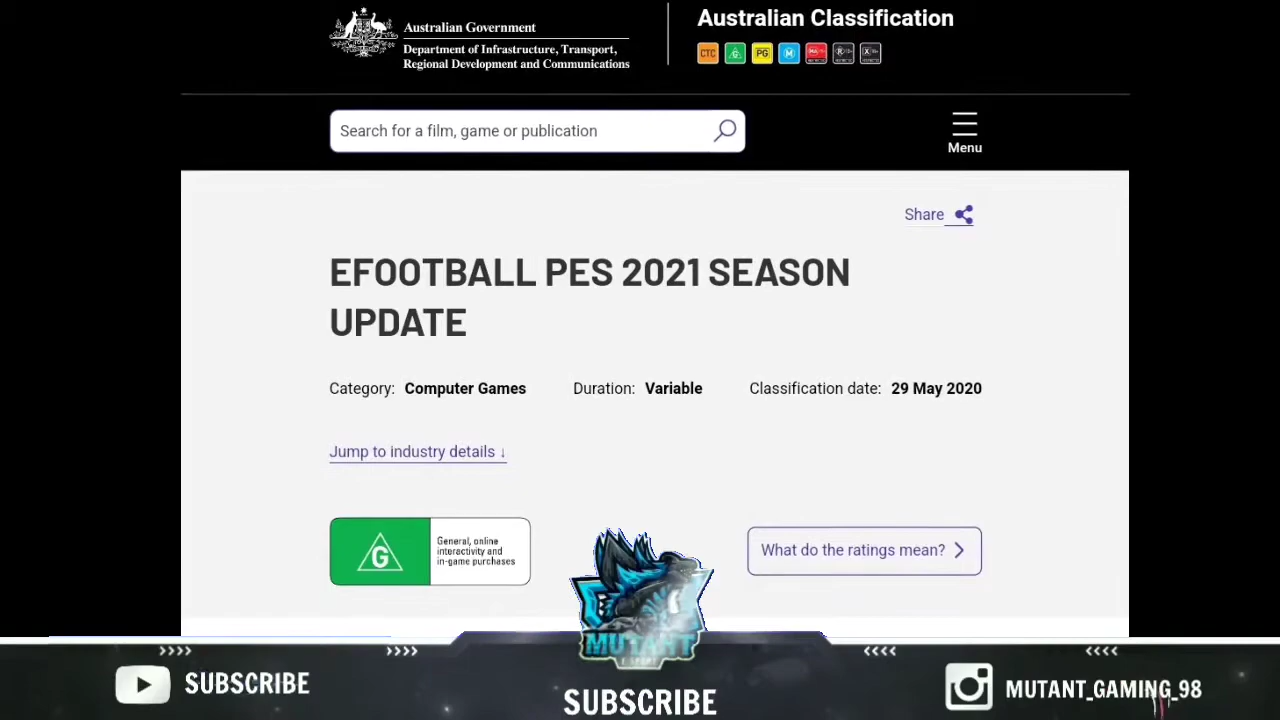 Australian Government
Department of Infrastructure, Transport,
Regional Development and Communications
Australian Classification
CTC G PG M
Search for a film, game or publication
Menu
Share
EFOOTBALL PES 2021 SEASON
UPDATE
Category: Computer Games Duration: Variable Classification date: 29 May 2020
Jump to industry details ↓
G
General, online
interactivity and
in-game purchases
What do the ratings mean?
MUTANT
SUBSCRIBE
SUBSCRIBE
MUTANT_GAMING_98